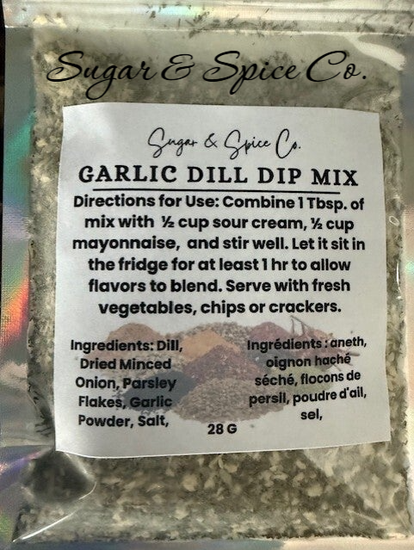 Sugar & Spice Co.
Sugar & Spice Co.
GARLIC DILL DIP MIX
Directions for Use: Combine 1 Tbsp. of
mix with ½ cup sour cream, ½ cup
mayonnaise, and stir well. Let it sit in
the fridge for at least 1 hr to allow
flavors to blend. Serve with fresh
vegetables, chips or crackers.
Ingredients: Dill,
Dried Minced
Onion, Parsley
Flakes, Garlic
Powder, Salt,
Ingrédients : aneth,
oignon haché
séché, flocons de
persil, poudre d'ail,
sel,
28 G